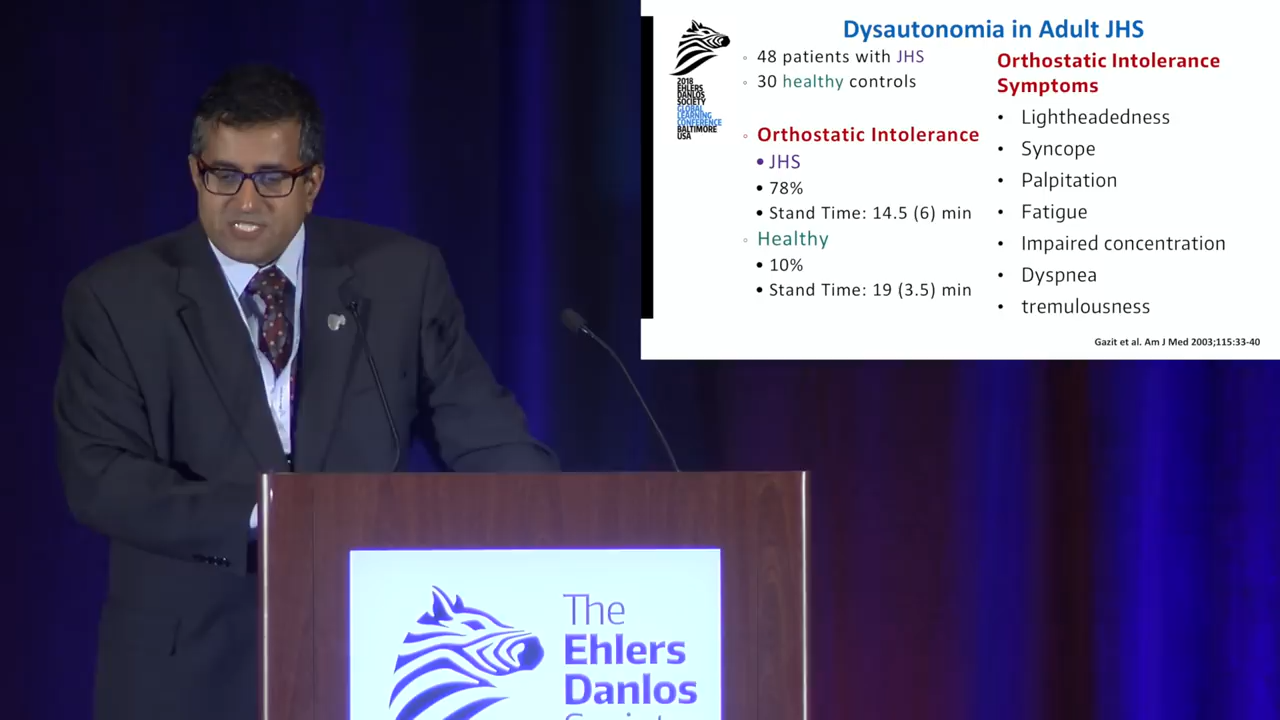 Dysautonomia in Adult JHS
2018
EHLERS
DANLOS
SOCIETY
GLOBAL
LEARNING
CONFERENCE
BALTIMORE
USA
48 patients with JHS
30 healthy controls
Orthostatic Intolerance
• JHS
• 78%
• Stand Time: 14.5 (6) min
Healthy
• 10%
• Stand Time: 19 (3.5) min
Orthostatic Intolerance
Symptoms
• Lightheadedness
• Syncope
• Palpitation
• Fatigue
• Impaired concentration
• Dyspnea
• tremulousness
Gazit et al. Am J Med 2003;115:33-40
The
Ehlers
Danlos
Society